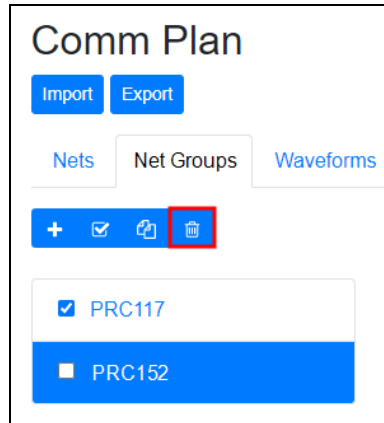 Comm Plan
Import Export
Nets Net Groups Waveforms
PRC117
PRC152